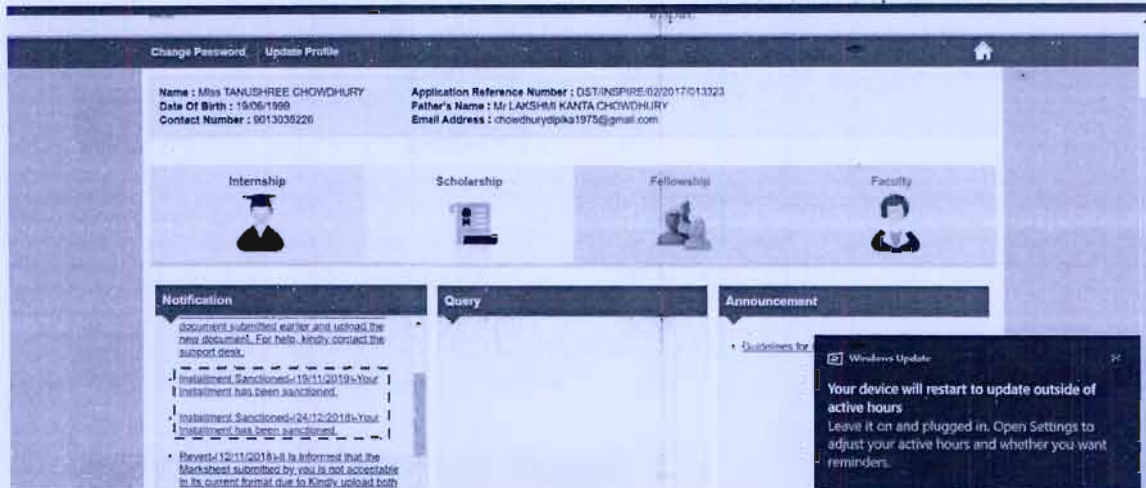 Change Password Update Profile
Name : Miss TANUSHREE CHOWDHURY
Date Of Birth : 19/06/1999
Contact Number : 9013036226
Application Reference Number : DST/INSPIRE/02/2017/013323
Father's Name : Mr LAKSHMI KANTA CHOWDHURY
Email Address : chowdhurydipika1975@gmail.com
Internship Scholarship Fellowship Faculty
Notification
document submitted earlier and upload the
new document. For help, kindly contact the
support desk.
Installment Sanctioned-(19/11/2019)-Your
Installment has been sanctioned.
Installment Sanctioned-(24/12/2018)-Your
Installment has been sanctioned.
Revert-(12/11/2018)-It is informed that the
Marksheet submitted by you is not acceptable
in its current format due to Kindly upload both
Query
Announcement
Guidelines for
Windows Update
Your device will restart to update outside of
active hours
Leave it on and plugged in. Open Settings to
adjust your active hours and whether you want
reminders.